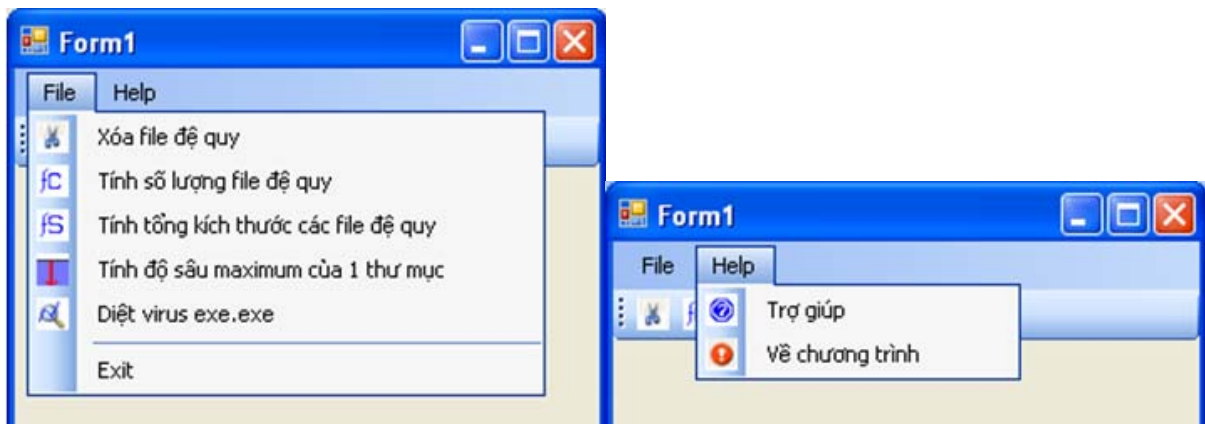 Form1
File Help
Xóa file đệ quy
fC Tính số lượng file đệ quy
fS Tính tổng kích thước các file đệ quy
Tính độ sâu maximum của 1 thư mục
Diệt virus exe.exe
Exit
Form1
File Help
Trợ giúp
Về chương trình